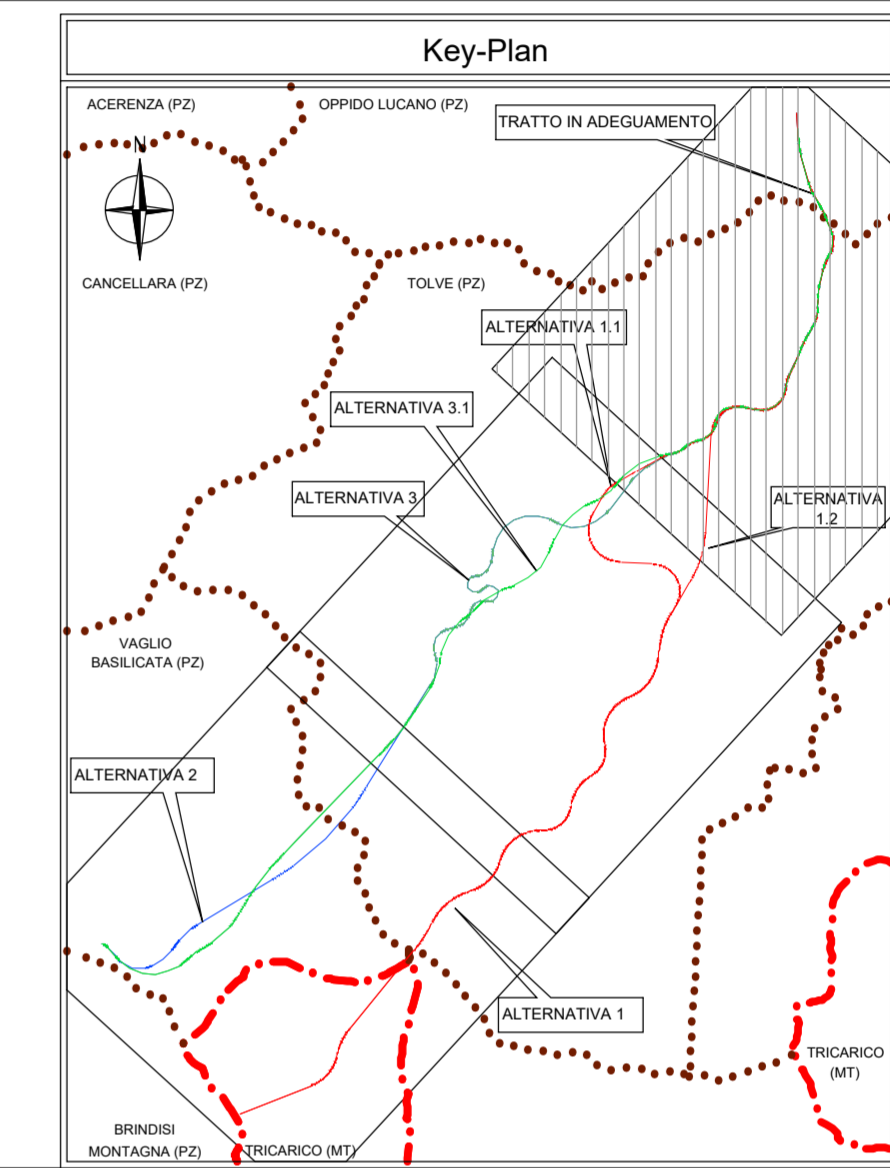 Key-Plan
ACERENZA (PZ)
OPPIDO LUCANO (PZ)
TRATTO IN ADEGUAMENTO
N
CANCELLARA (PZ)
TOLVE (PZ)
ALTERNATIVA 1.1
ALTERNATIVA 3.1
ALTERNATIVA 3
ALTERNATIVA
1.2
VAGLIO
BASILICATA (PZ)
ALTERNATIVA 2
ALTERNATIVA 1
TRICARICO
(MT)
BRINDISI
MONTAGNA (PZ)
TRICARICO (MT)